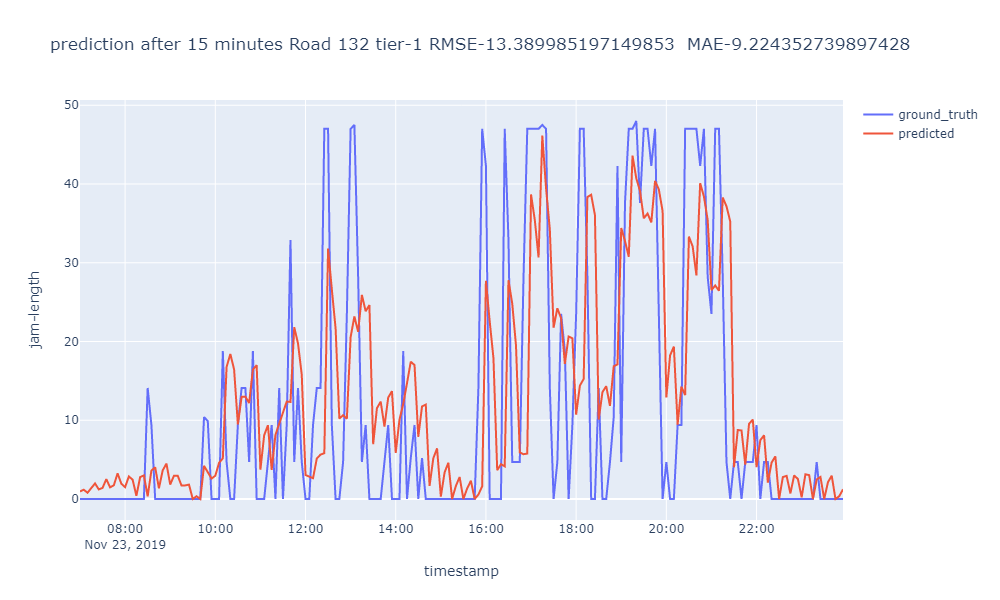 prediction after 15 minutes Road 132 tier-1 RMSE-13.389985197149853  MAE-9.224352739897428
ground_truth
predicted
50
40
30
20
10
0
jam-length
08:00 10:00 12:00 14:00 16:00 18:00 20:00 22:00
Nov 23, 2019
timestamp